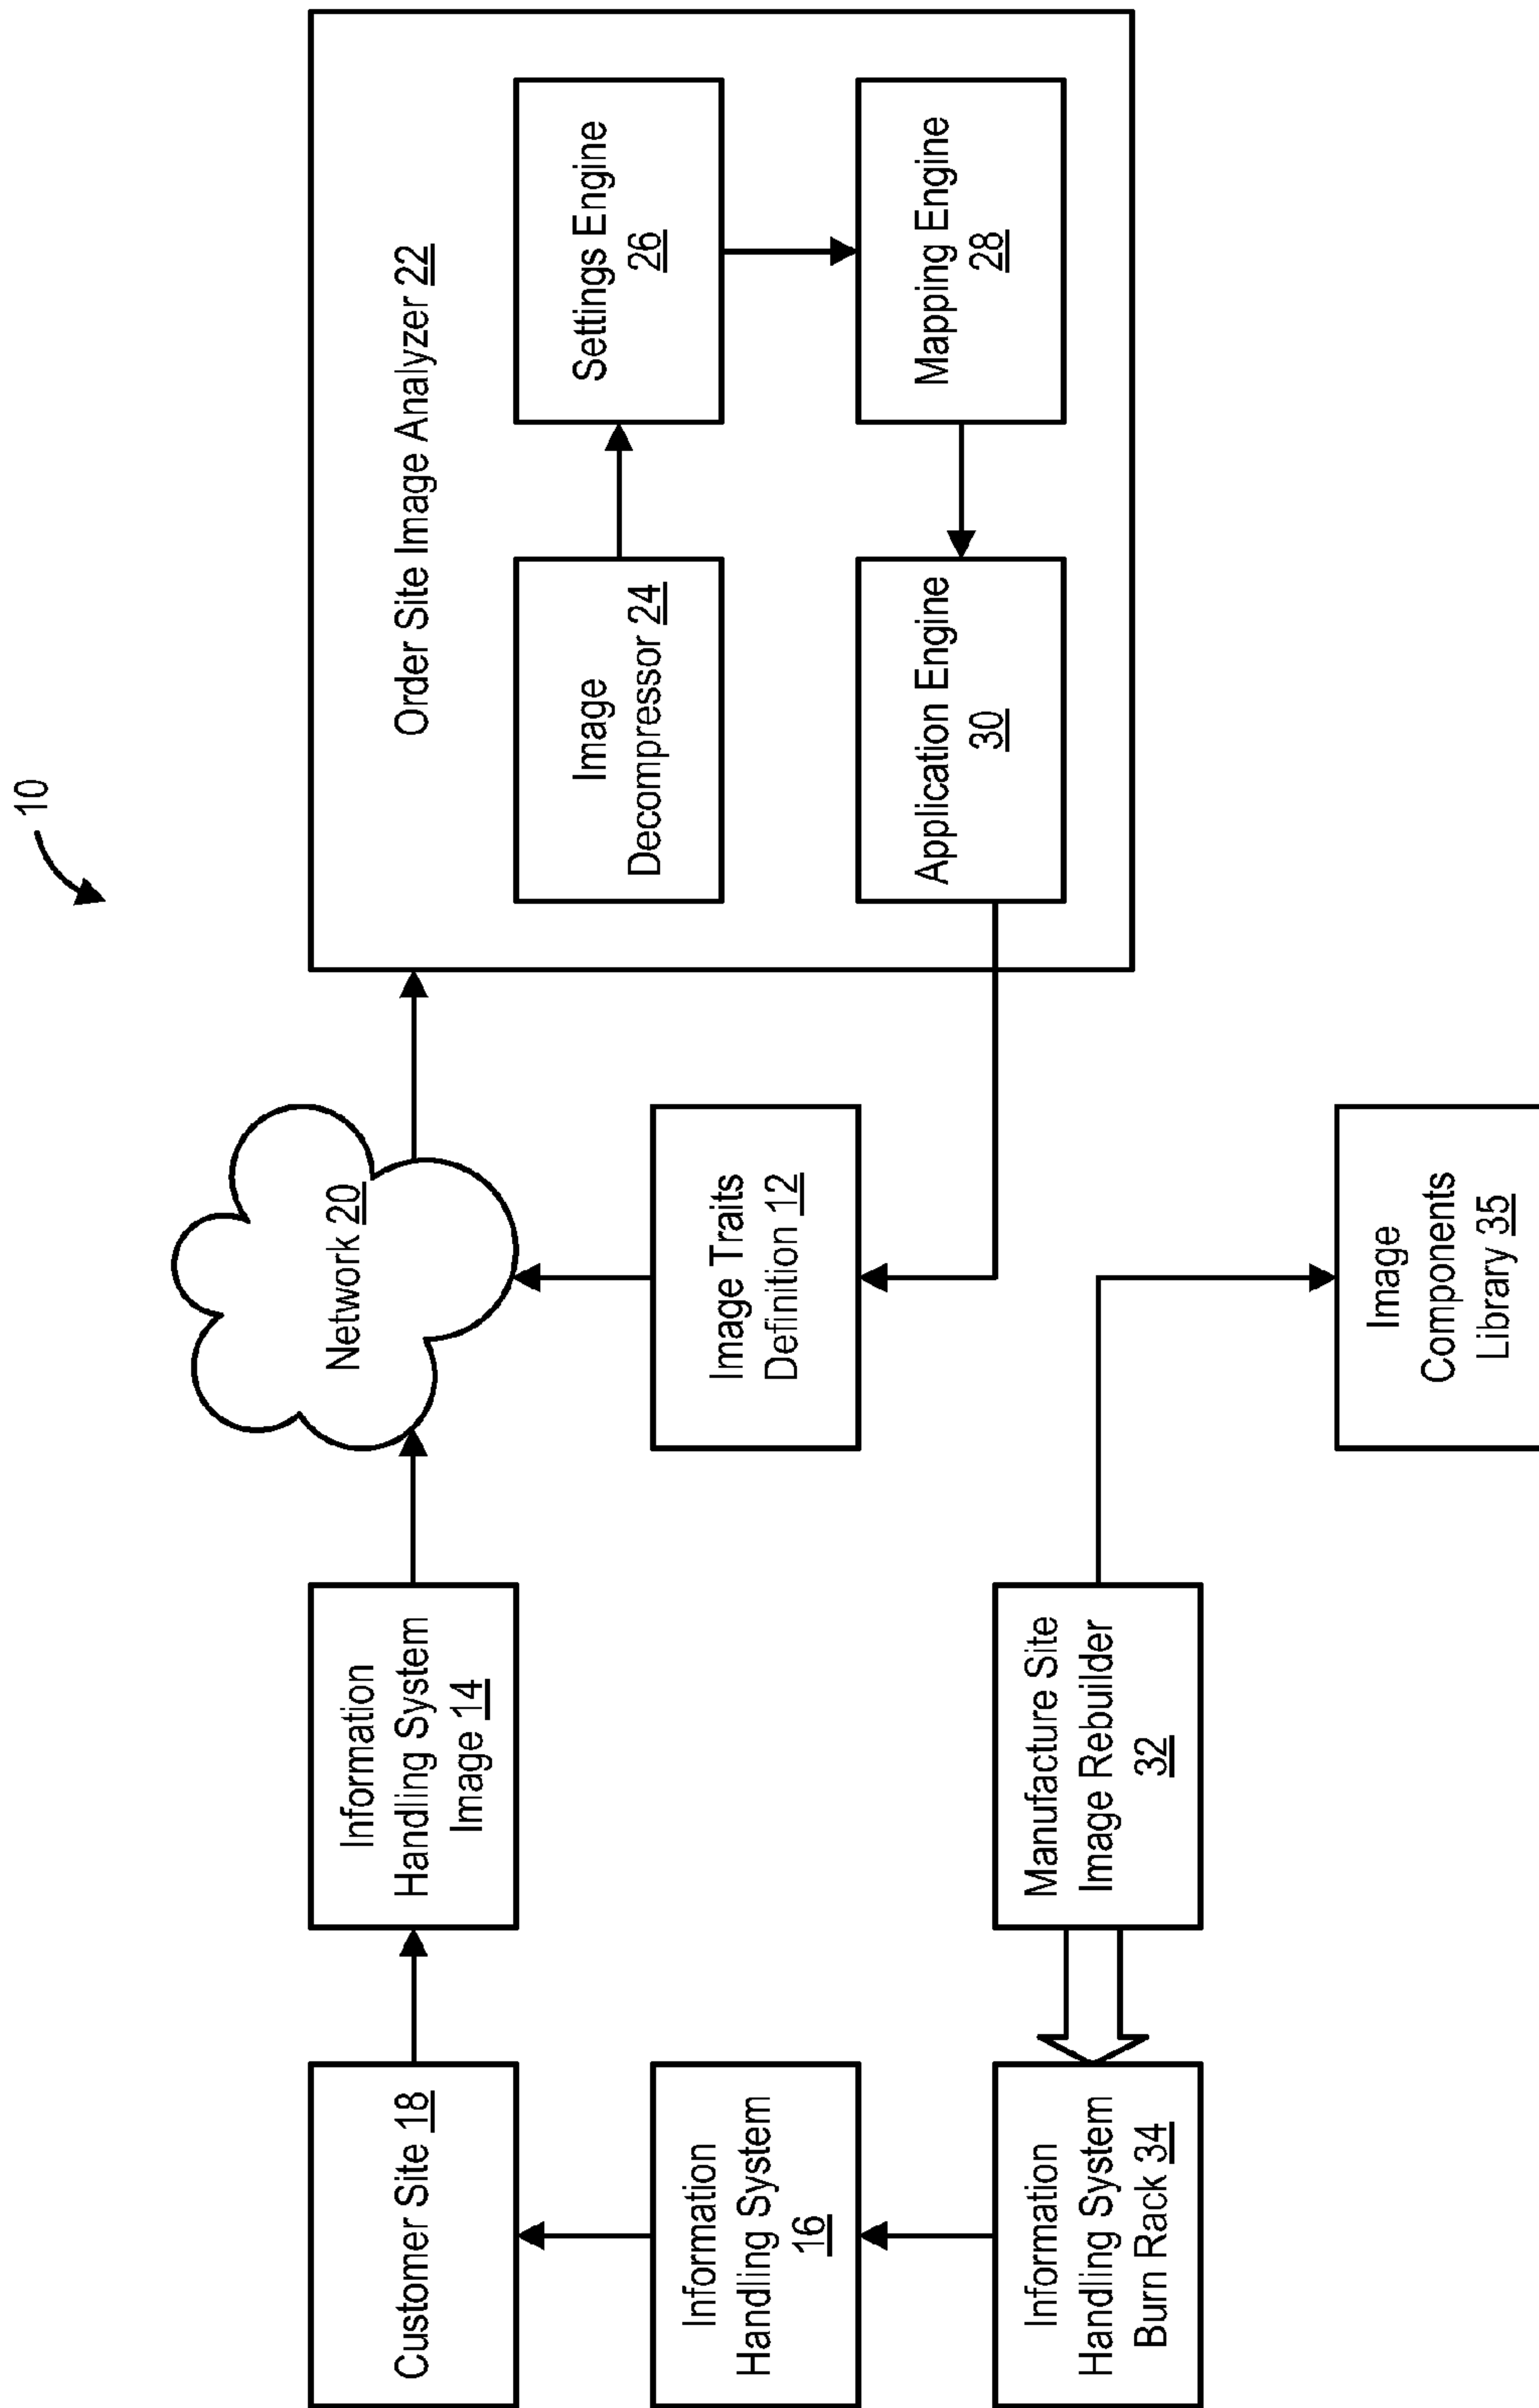 10
Customer Site 18
Information
Handling System
Image 14
Network 20
Order Site Image Analyzer 22
Image
Decompressor 24
Settings Engine
26
Information
Handling System
16
Image Traits
Definition 12
Application Engine
30
Mapping Engine
28
Information
Handling System
Burn Rack 34
Manufacture Site
Image Rebuilder
32
Image
Components
Library 35